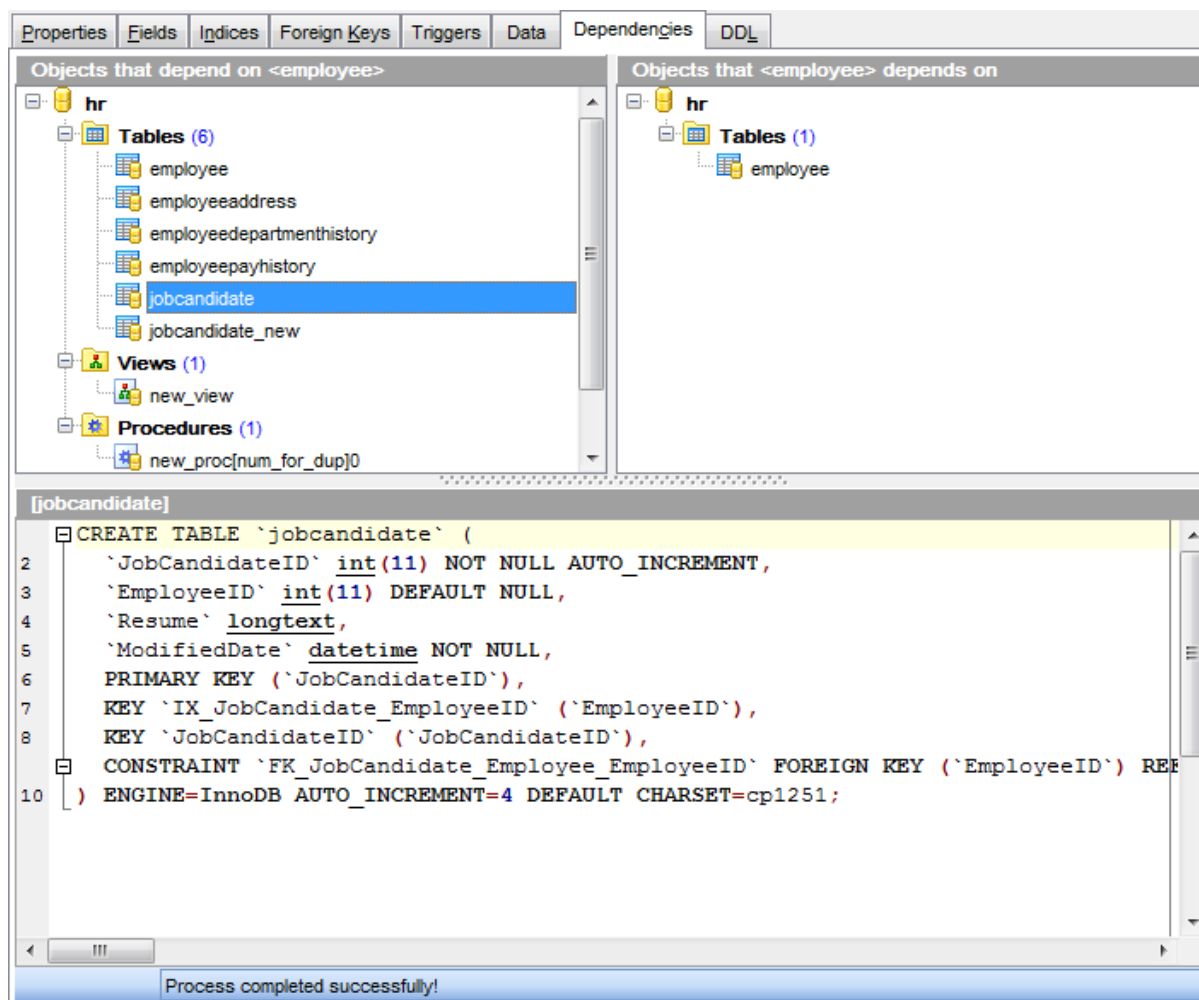 Properties Fields Indices Foreign Keys Triggers Data Dependencies DDL
Objects that depend on <employee>
hr
Tables (6)
employee
employeeaddress
employeedepartmenthistory
employeepayhistory
jobcandidate
jobcandidate_new
Views (1)
new_view
Procedures (1)
new_proc[num_for_dup]0
Objects that <employee> depends on
hr
Tables (1)
employee
[jobcandidate]
CREATE TABLE `jobcandidate` (
2 `JobCandidateID` int(11) NOT NULL AUTO_INCREMENT,
3 `EmployeeID` int(11) DEFAULT NULL,
4 `Resume` longtext,
5 `ModifiedDate` datetime NOT NULL,
6 PRIMARY KEY (`JobCandidateID`),
7 KEY `IX_JobCandidate_EmployeeID` (`EmployeeID`),
8 KEY `JobCandidateID` (`JobCandidateID`),
CONSTRAINT `FK_JobCandidate_Employee_EmployeeID` FOREIGN KEY (`EmployeeID`)
10 ) ENGINE=InnoDB AUTO_INCREMENT=4 DEFAULT CHARSET=cp1251;
Process completed successfully!